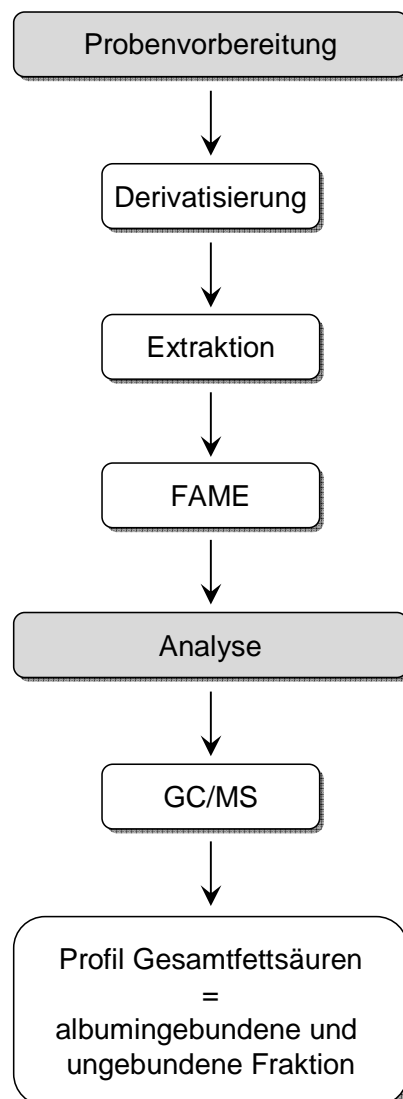 Probenvorbereitung
Derivatisierung
Extraktion
FAME
Analyse
GC/MS
Profil Gesamtfettsäuren
=
albumingebundene und
ungebundene Fraktion